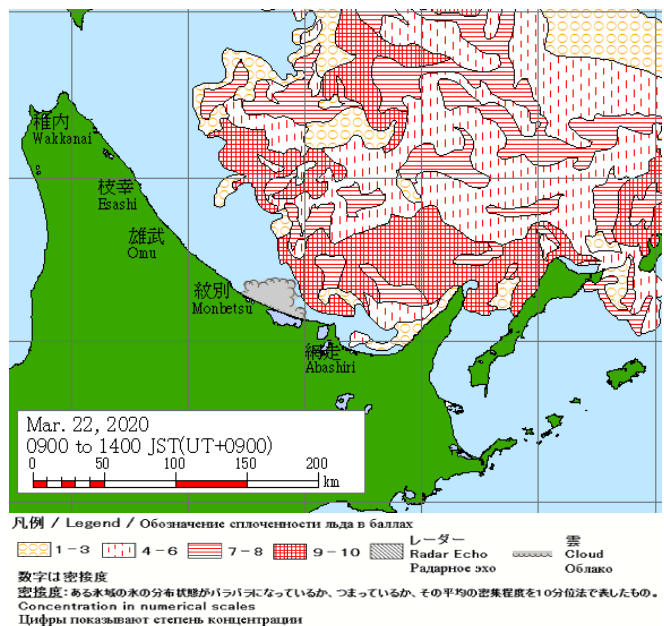 稚内
Wakkanai
枝幸
Esashi
雄武
Omu
紋別
Monbetsu
網走
Abashiri
Mar. 22, 2020
0900 to 1400 JST(UT+0900)
0 50 100 150 200
km
凡例 / Legend / Обозначение сплоченности льда в баллах
1-3 4-6 7-8 9-10 レーダー Radar Echo Радарное эхо 雲 Cloud Облако
数字は密接度
密接度:ある氷域の氷の分布状態がバラバラになっているか、つまっているか、その平均の密集程度を10分位法で表したもの。
Concentration in numerical scales
Цифры показывают степень концентрации